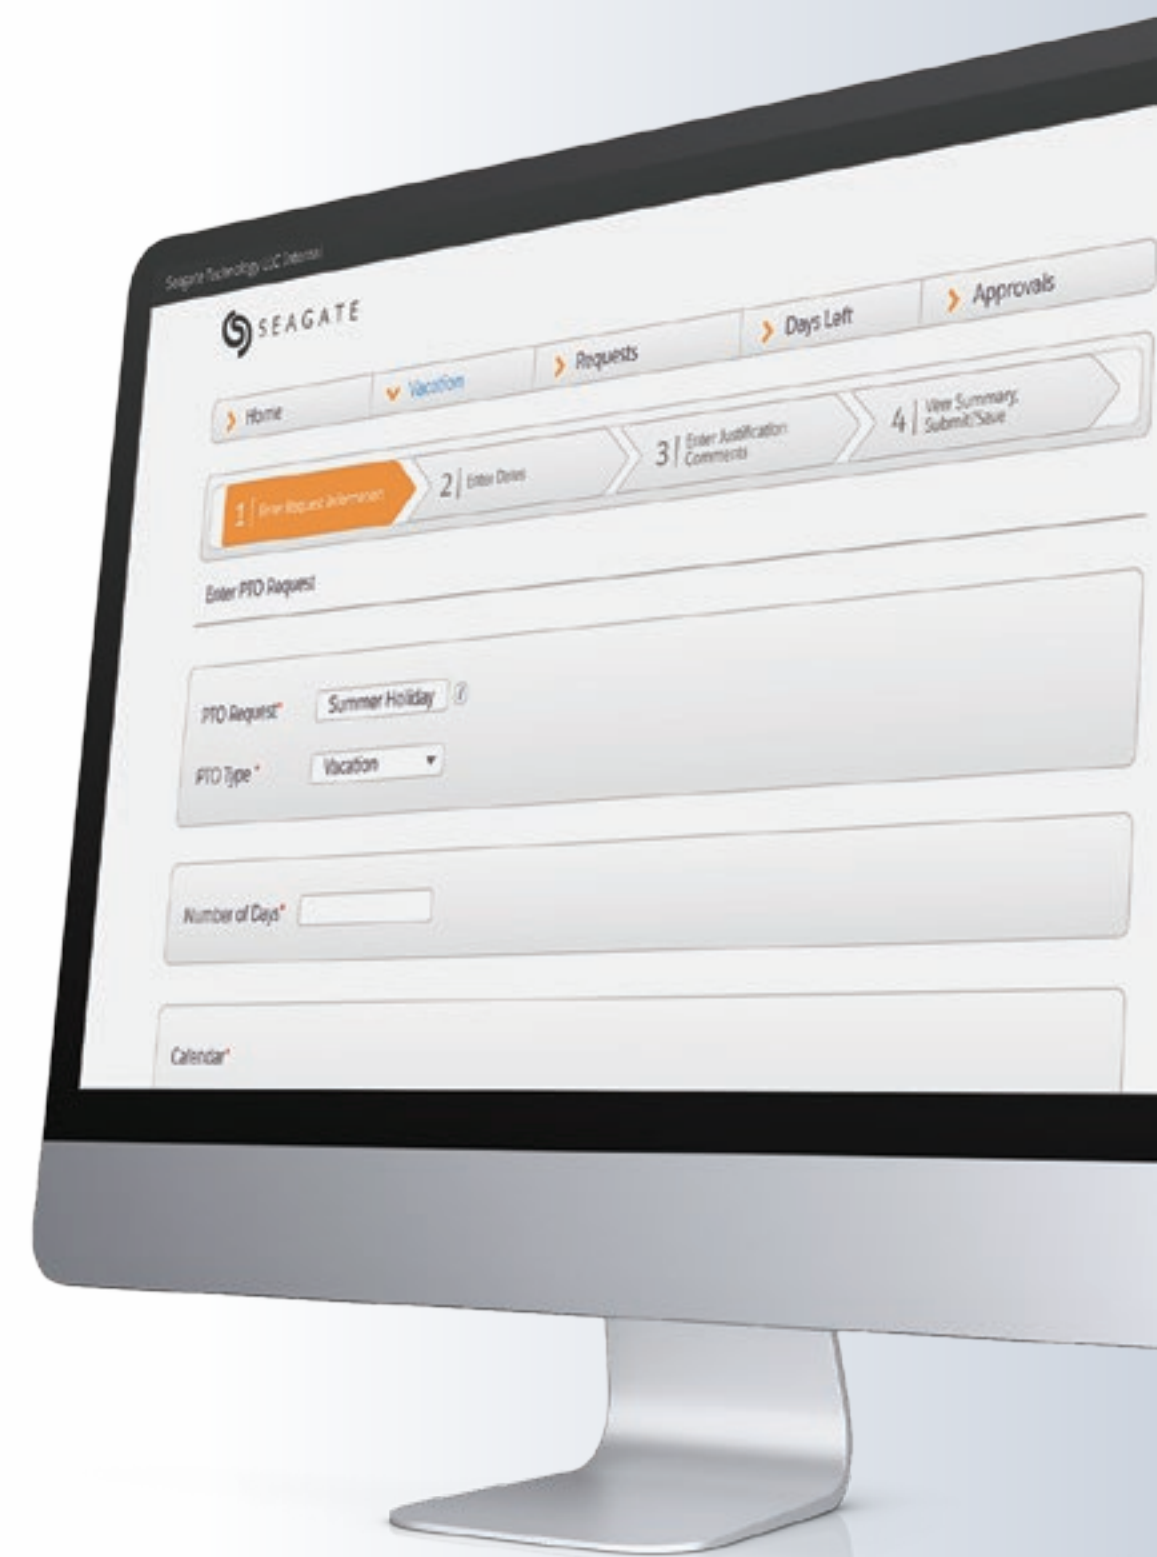 Seagate Technology LLC Internal
SEAGATE
Home
Vacation
Requests
Days Left
Approvals
1 Enter Request Information
2 Enter Dates
3 Enter Justification
Comments
4 View Summary,
Submit/Save
Enter PTO Request
PTO Request*
Summer Holiday
i
PTO Type *
Vacation
Number of Days*
Calendar*